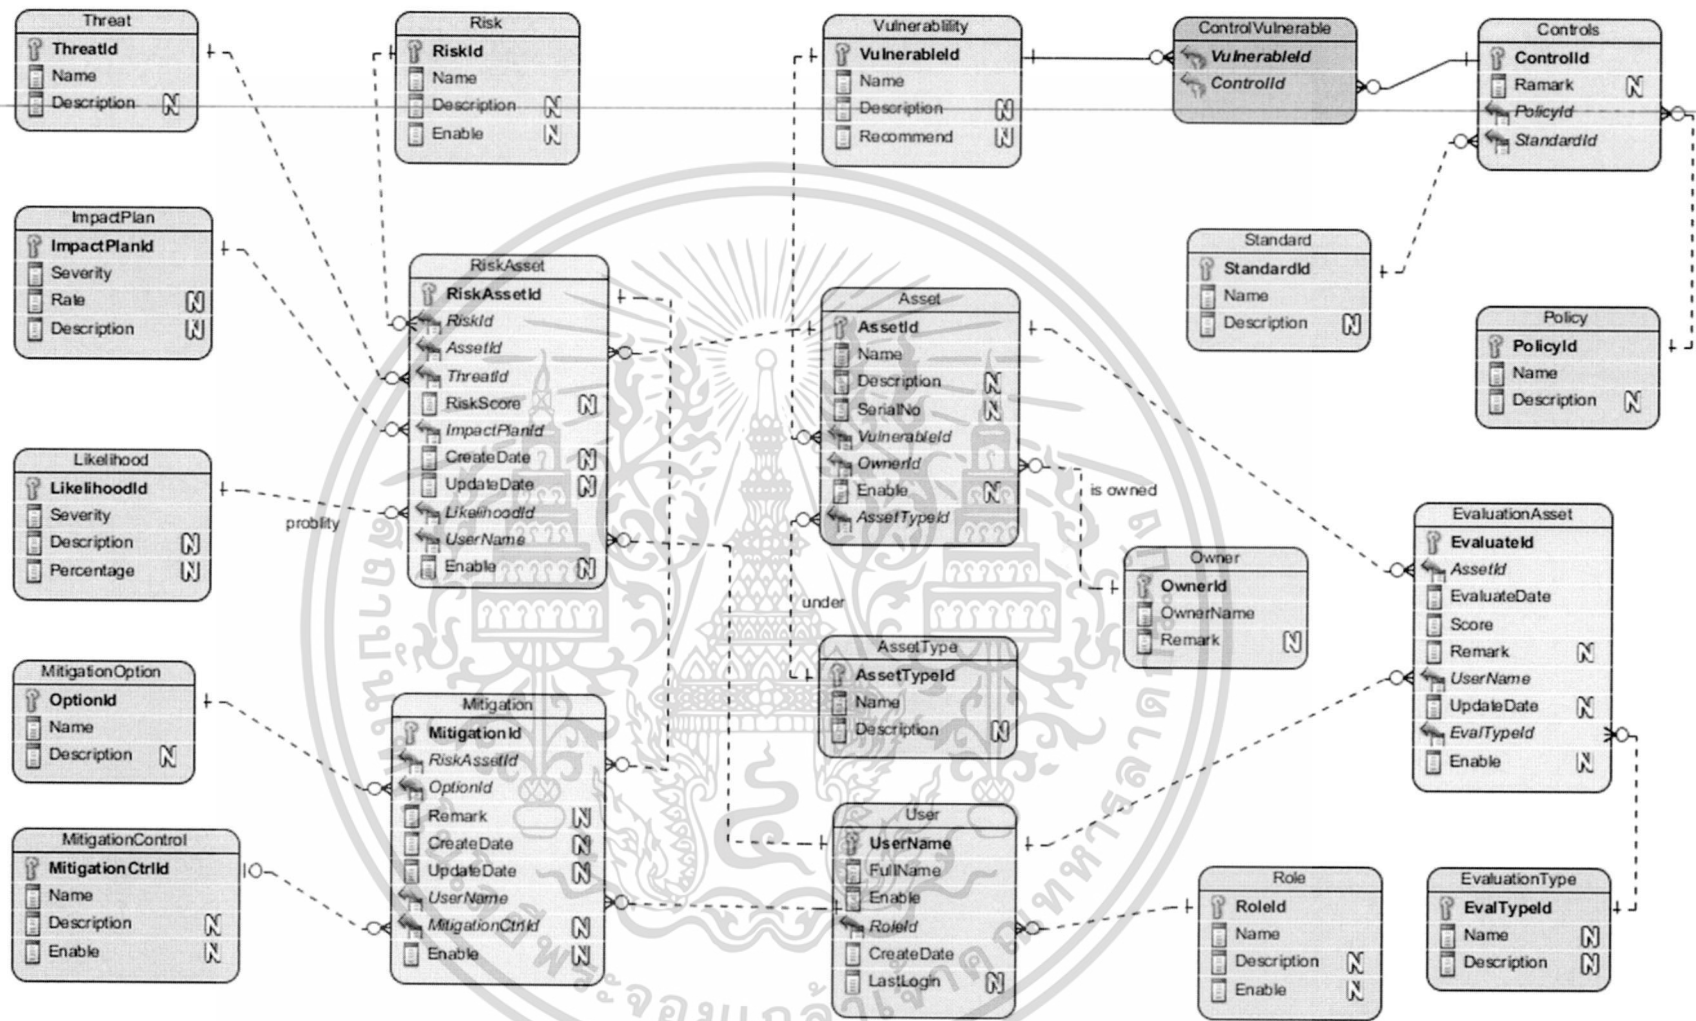 Threat
ThreatId
Name
Description N
Risk
RiskId
Name
Description N
Enable N
Vulnerablility
VulnerableId
Name
Description N
Recommend N
ControlVulnerable
VulnerableId
ControlId
Controls
ControlId
Ramark N
PolicyId
StandardId
ImpactPlan
ImpactPlanId
Severity
Rate N
Description N
RiskAsset
RiskAssetId
RiskId
AssetId
ThreatId
RiskScore N
ImpactPlanId
CreateDate N
UpdateDate N
LikelihoodId
UserName
Enable N
Asset
AssetId
Name
Description N
SerialNo N
VulnerableId
OwnerId
Enable N
AssetTypeId
Standard
StandardId
Name
Description N
Policy
PolicyId
Name
Description N
Likelihood
LikelihoodId
Severity
Description N
Percentage N
problity
is owned
under
Owner
OwnerId
OwnerName
Remark N
EvaluationAsset
EvaluateId
AssetId
EvaluateDate
Score
Remark N
UserName
UpdateDate N
EvalTypeId
Enable N
MitigationOption
OptionId
Name
Description N
Mitigation
MitigationId
RiskAssetId
OptionId
Remark N
CreateDate N
UpdateDate N
UserName
MitigationCtrlId N
Enable N
AssetType
AssetTypeId
Name
Description N
MitigationControl
MitigationCtrlId
Name
Description N
Enable N
User
UserName
FullName
Enable
RoleId
CreateDate
LastLogin N
Role
RoleId
Name
Description N
Enable N
EvaluationType
EvalTypeId
Name N
Description N